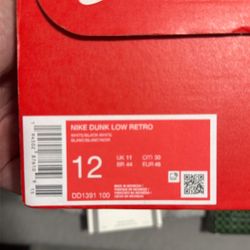 NIKE DUNK LOW RETRO
WHITE/BLACK-WHITE
BLANC/BLANC/NOIR
12
UK 11
CM 30
BR 44
EUR 46
DD1391 100